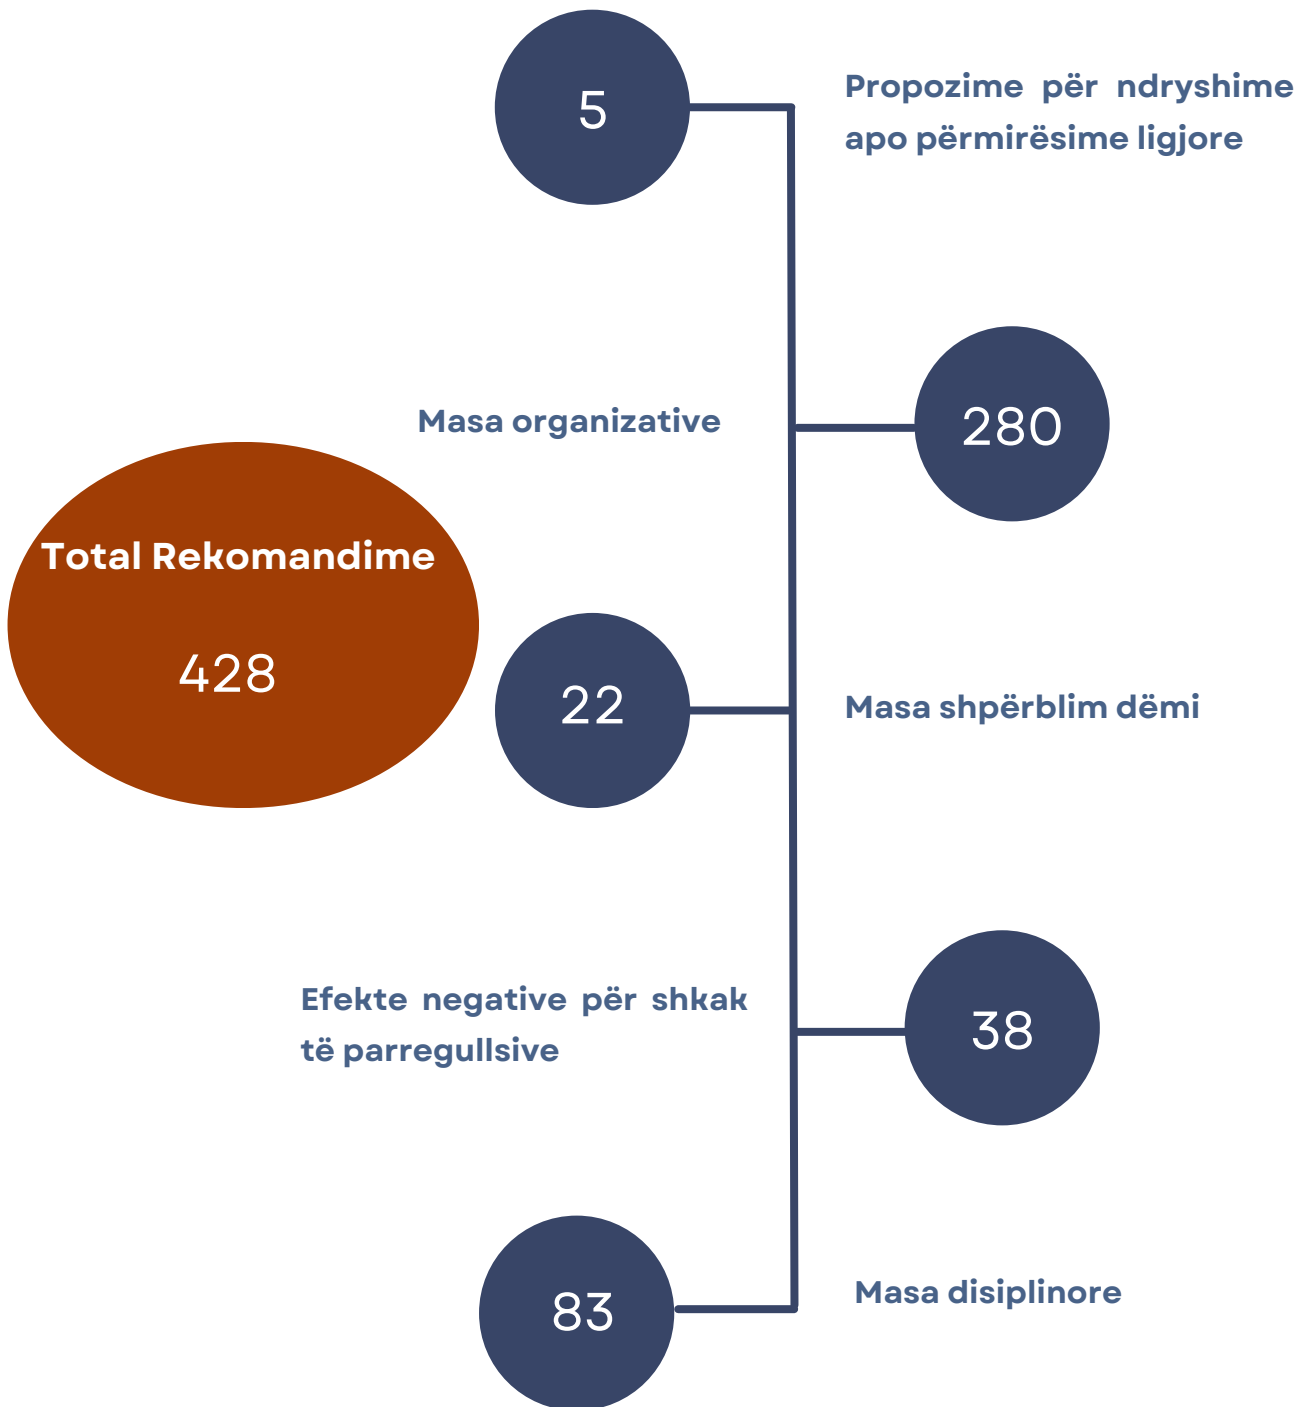 5
Propozime për ndryshime
apo përmirësime ligjore
Masa organizative
280
Total Rekomandime
428
22
Masa shpërblim dëmi
Efekte negative për shkak
të parregullsive
38
83
Masa disiplinore